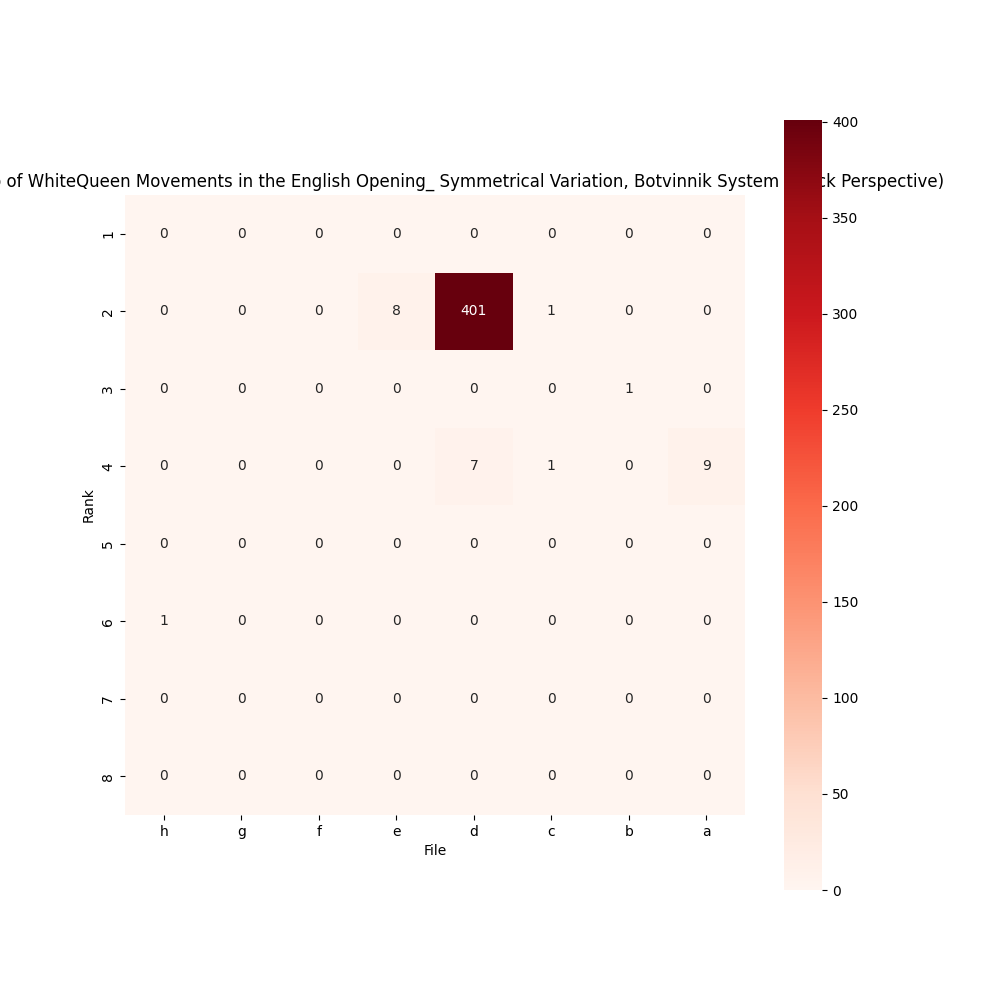 of WhiteQueen Movements in the English Opening_ Symmetrical Variation, Botvinnik System Perspective)
400
350
300
250
200
150
100
50
0
1 0 0 0 0 0 0 0 0
2 0 0 0 8 401 1 0 0
3 0 0 0 0 0 0 1 0
4 0 0 0 0 7 1 0 9
5 0 0 0 0 0 0 0 0
6 1 0 0 0 0 0 0 0
7 0 0 0 0 0 0 0 0
8 0 0 0 0 0 0 0 0
Rank
h g f e d c b a
File